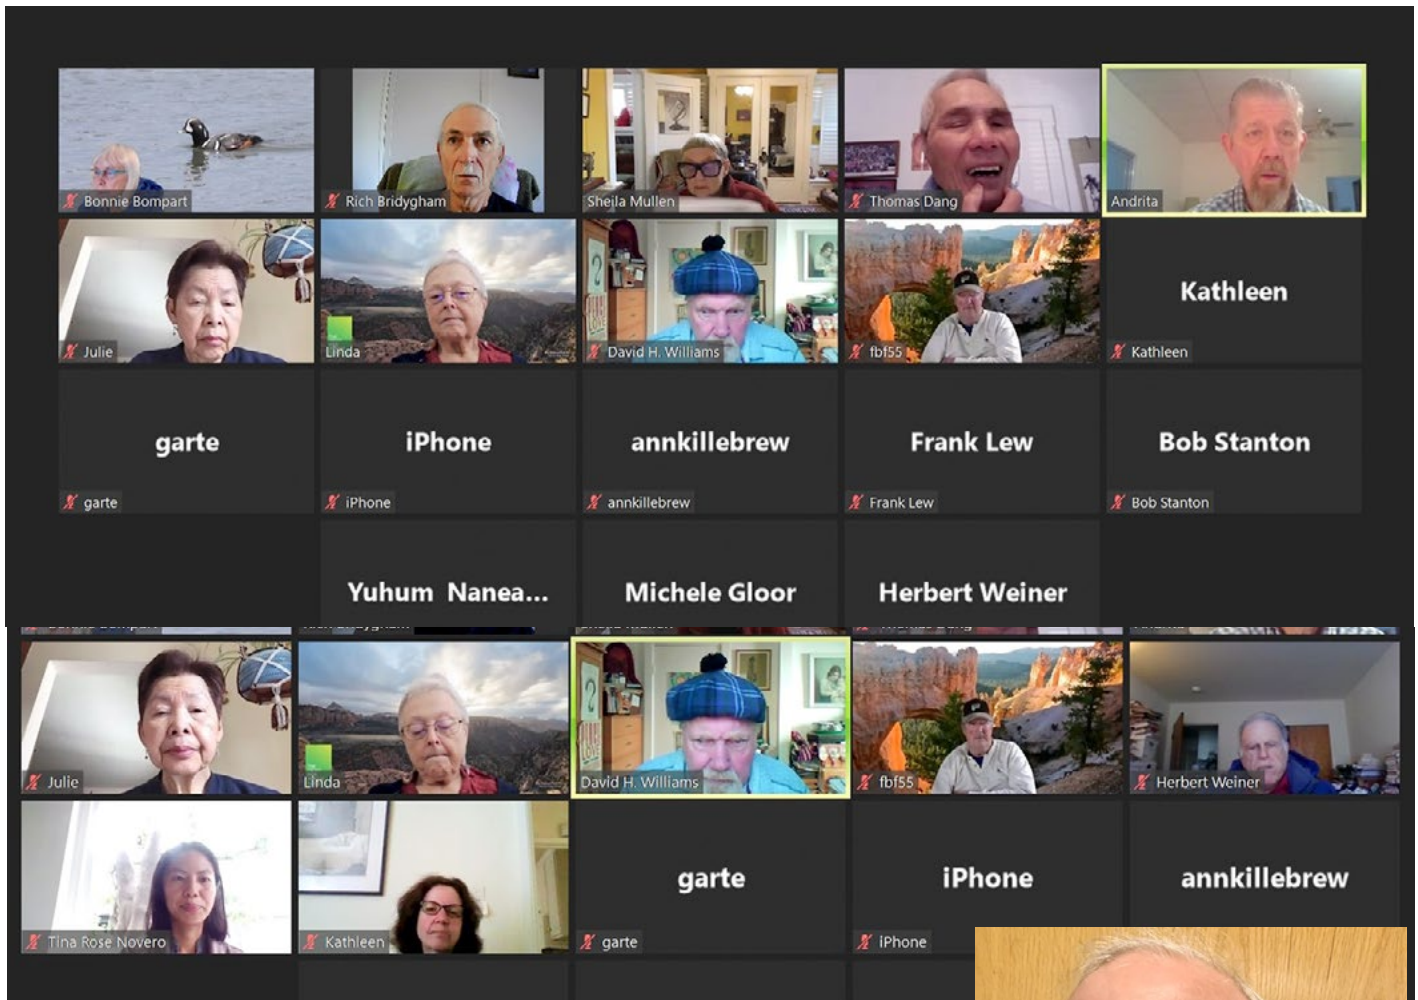 Bonnie Bompart
Rich Bridygham
Sheila Mullen
Thomas Dang
Andrita
Julie
Linda
David H. Williams
fbf55
Kathleen
Kathleen
garte
iPhone
annkillebrew
Frank Lew
Bob Stanton
garte
iPhone
annkillebrew
Frank Lew
Bob Stanton
Yuhum Nanea...
Michele Gloor
Herbert Weiner
Julie
Linda
David H. Williams
fbf55
Herbert Weiner
garte
iPhone
annkillebrew
Tina Rose Novero
Kathleen
garte
iPhone